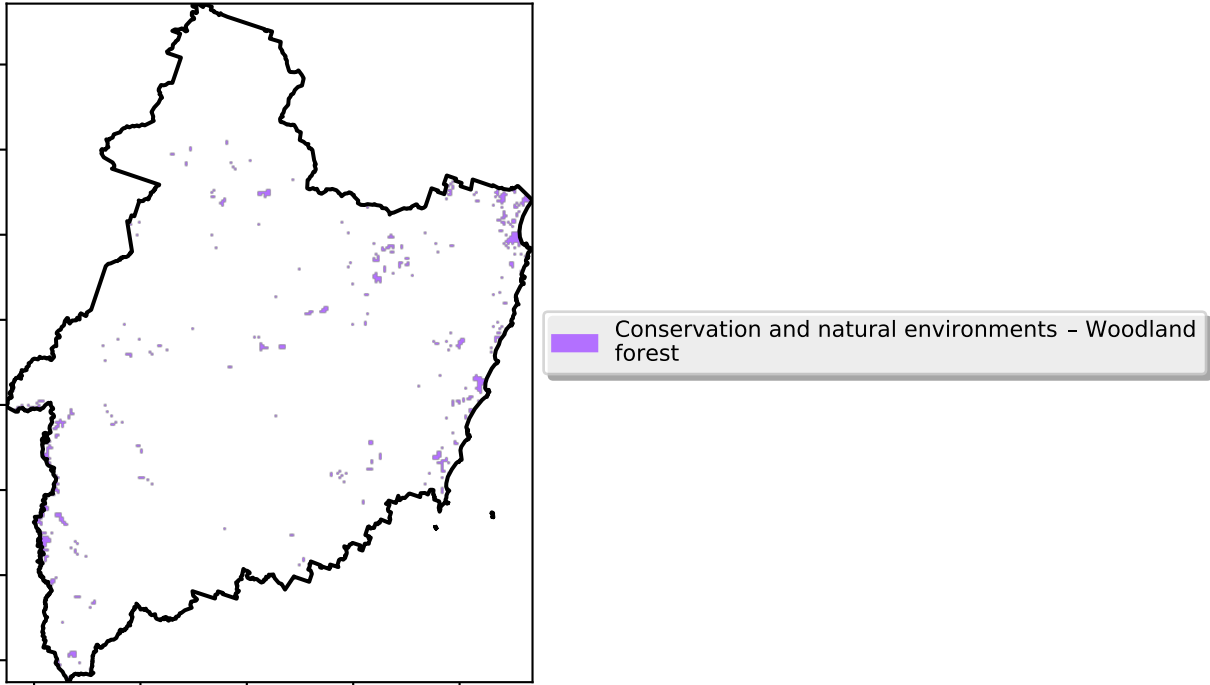 Conservation and natural environments – Woodland
forest